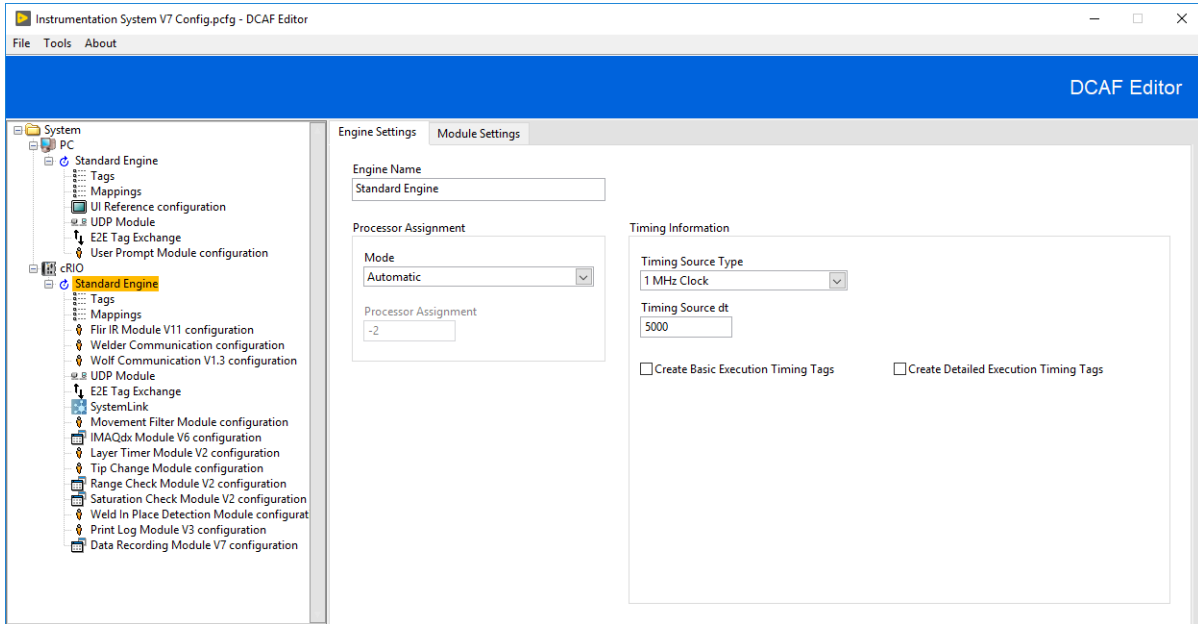 Instrumentation System V7 Config.pcfg - DCAF Editor
File Tools About
DCAF Editor
System
PC
Standard Engine
Tags
Mappings
UI Reference configuration
UDP Module
E2E Tag Exchange
User Prompt Module configuration
cRIO
Standard Engine
Tags
Mappings
Flir IR Module V11 configuration
Welder Communication configuration
Wolf Communication V1.3 configuration
UDP Module
E2E Tag Exchange
SystemLink
Movement Filter Module configuration
IMAQdx Module V6 configuration
Layer Timer Module V2 configuration
Tip Change Module configuration
Range Check Module V2 configuration
Saturation Check Module V2 configuration
Weld In Place Detection Module configurat
Print Log Module V3 configuration
Data Recording Module V7 configuration
Engine Settings Module Settings
Engine Name
Standard Engine
Processor Assignment
Mode
Automatic
Processor Assignment
-2
Timing Information
Timing Source Type
1 MHz Clock
Timing Source dt
5000
Create Basic Execution Timing Tags Create Detailed Execution Timing Tags